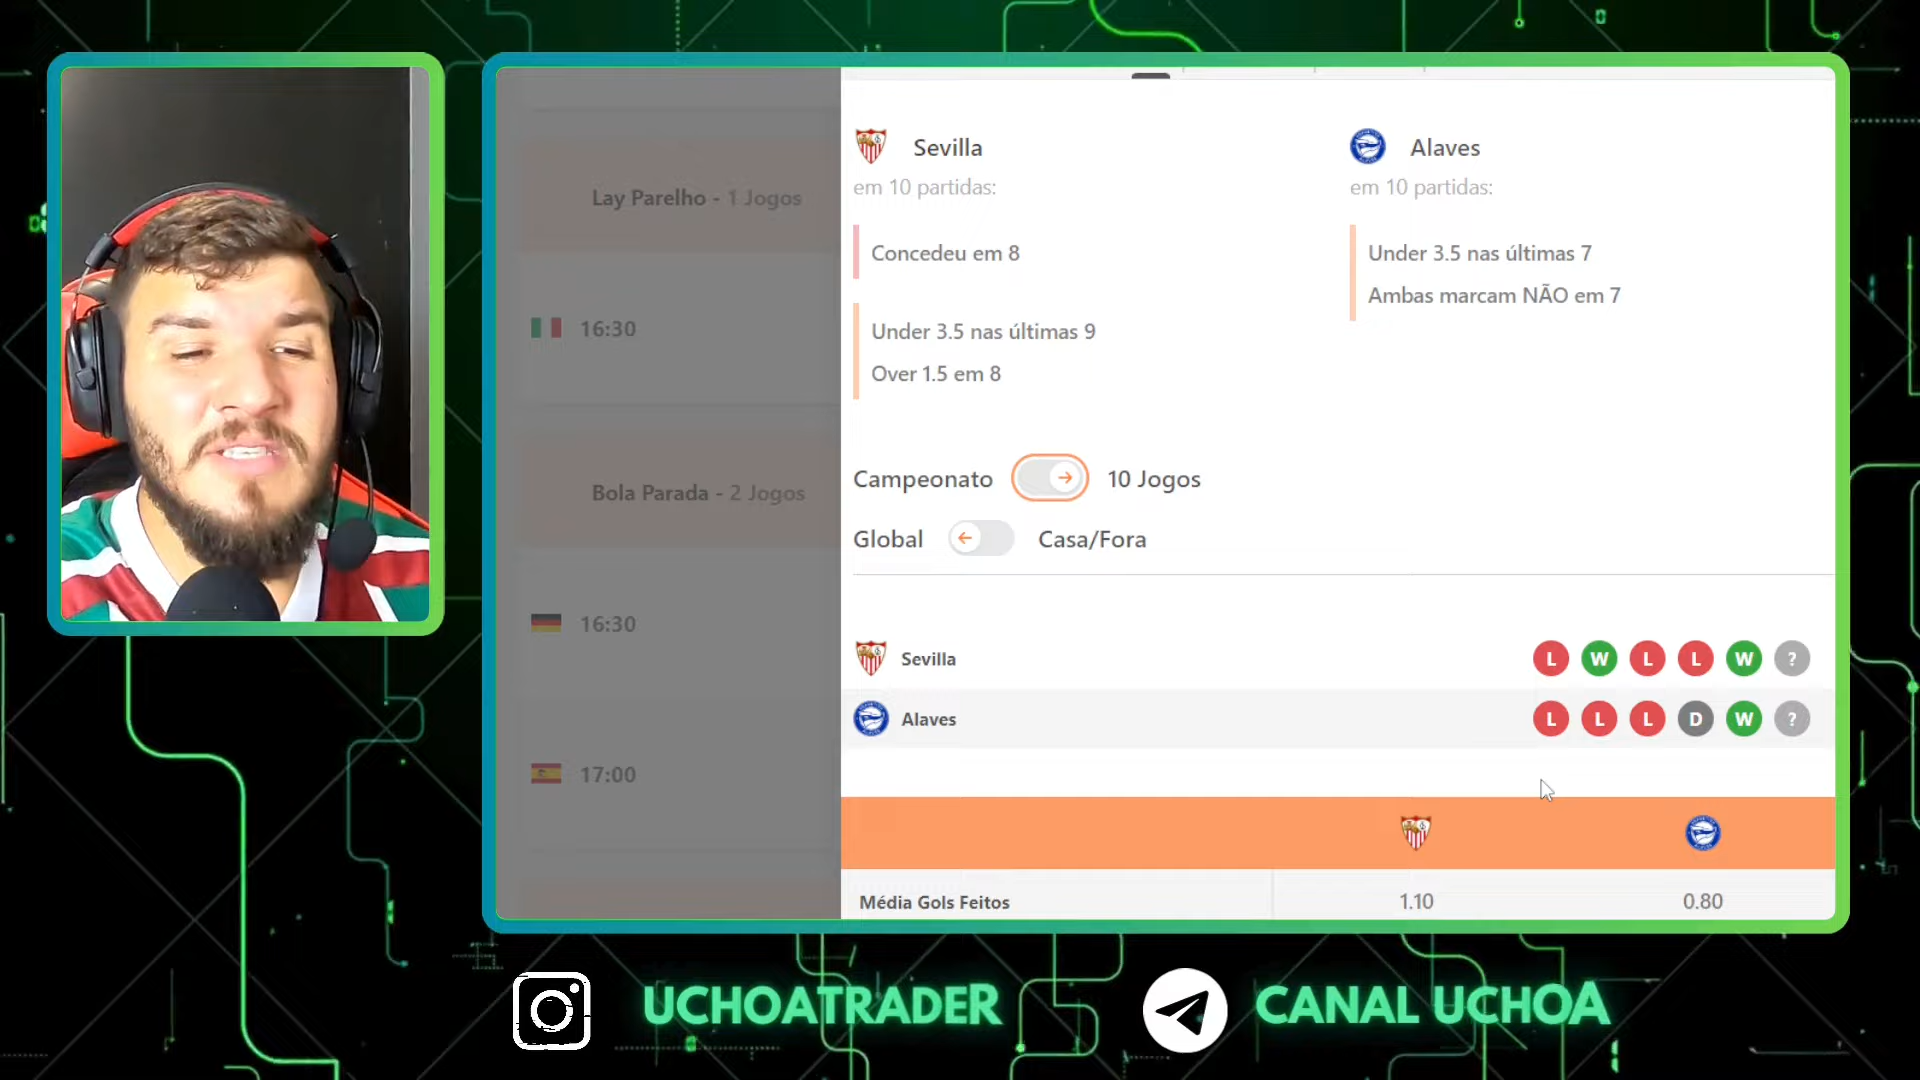 Lay Parelho - 1 Jogos
16:30
Bola Parada - 2 Jogos
16:30
17:00
Sevilla
em 10 partidas:
Concedeu em 8
Under 3.5 nas últimas 9
Over 1.5 em 8
Alaves
em 10 partidas:
Under 3.5 nas últimas 7
Ambas marcam NÃO em 7
Campeonato 10 Jogos
Global Casa/Fora
Sevilla L W L L W ?
Alaves L L L D W ?
Média Gols Feitos 1.10 0.80
UCHOATRADER
CANAL UCHOA